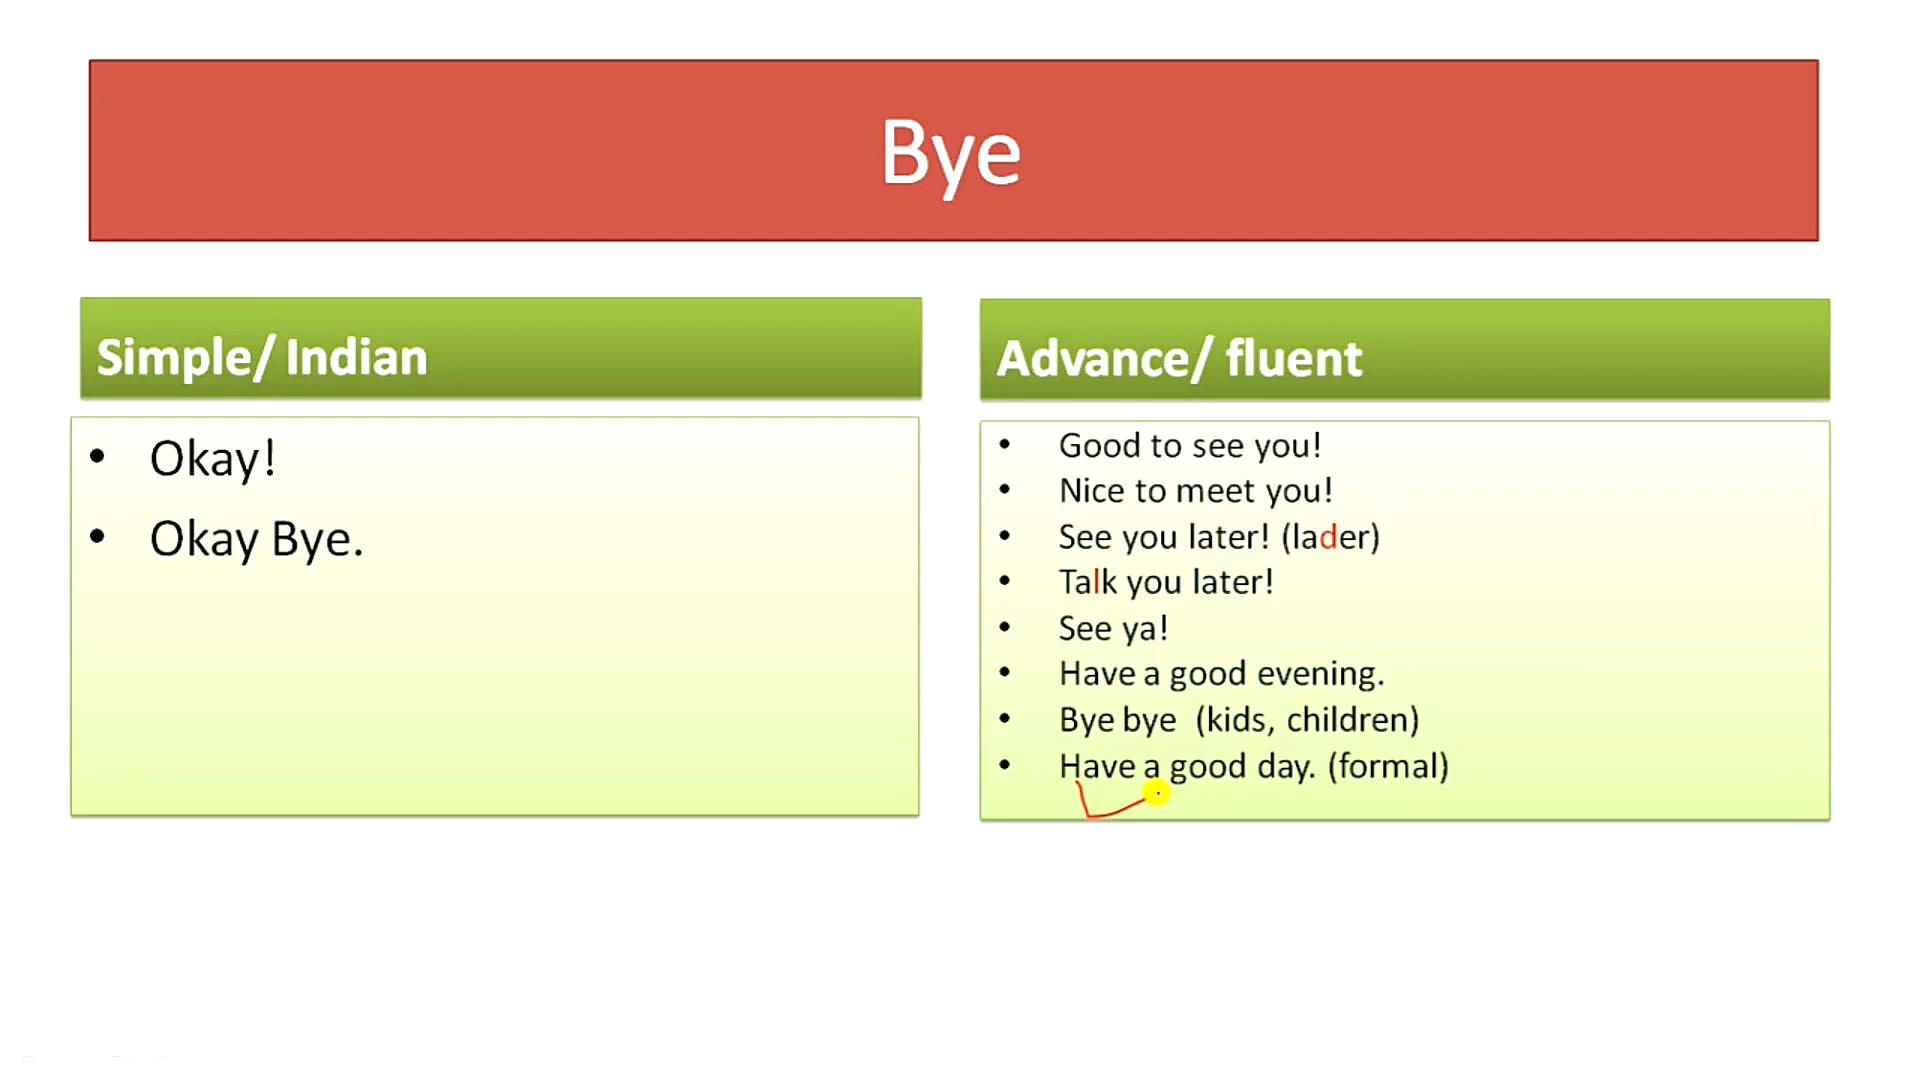 Bye
Simple/ Indian
• Okay!
• Okay Bye.
Advance/ fluent
• Good to see you!
• Nice to meet you!
• See you later! (lader)
• Talk you later!
• See ya!
• Have a good evening.
• Bye bye (kids, children)
• Have a good day. (formal)